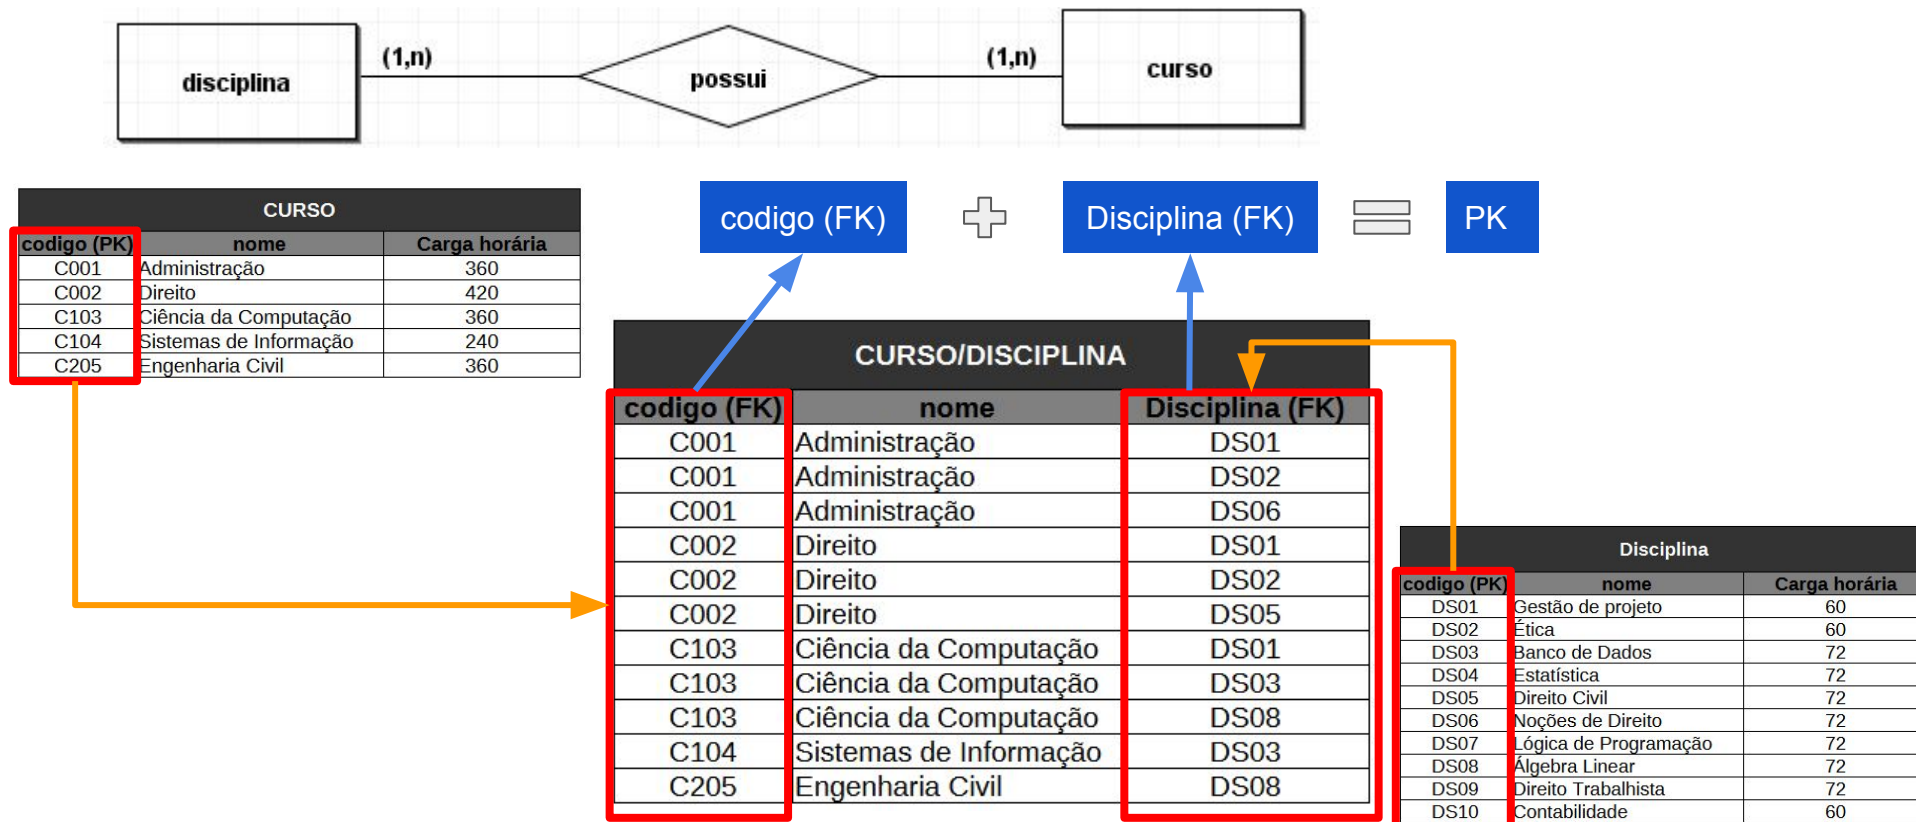 disciplina (1,n) possui (1,n) curso
codigo (FK) Disciplina (FK) PK
CURSO
codigo (PK) nome Carga horária
C001 Administração 360
C002 Direito 420
C103 Ciência da Computação 360
C104 Sistemas de Informação 240
C205 Engenharia Civil 360
CURSO/DISCIPLINA
codigo (FK) nome Disciplina (FK)
C001 Administração DS01
C001 Administração DS02
C001 Administração DS06
C002 Direito DS01
C002 Direito DS02
C002 Direito DS05
C103 Ciência da Computação DS01
C103 Ciência da Computação DS03
C103 Ciência da Computação DS08
C104 Sistemas de Informação DS03
C205 Engenharia Civil DS08
Disciplina
codigo (PK) nome Carga horária
DS01 Gestão de projeto 60
DS02 Ética 60
DS03 Banco de Dados 72
DS04 Estatística 72
DS05 Direito Civil 72
DS06 Noções de Direito 72
DS07 Lógica de Programação 72
DS08 Álgebra Linear 72
DS09 Direito Trabalhista 72
DS10 Contabilidade 60